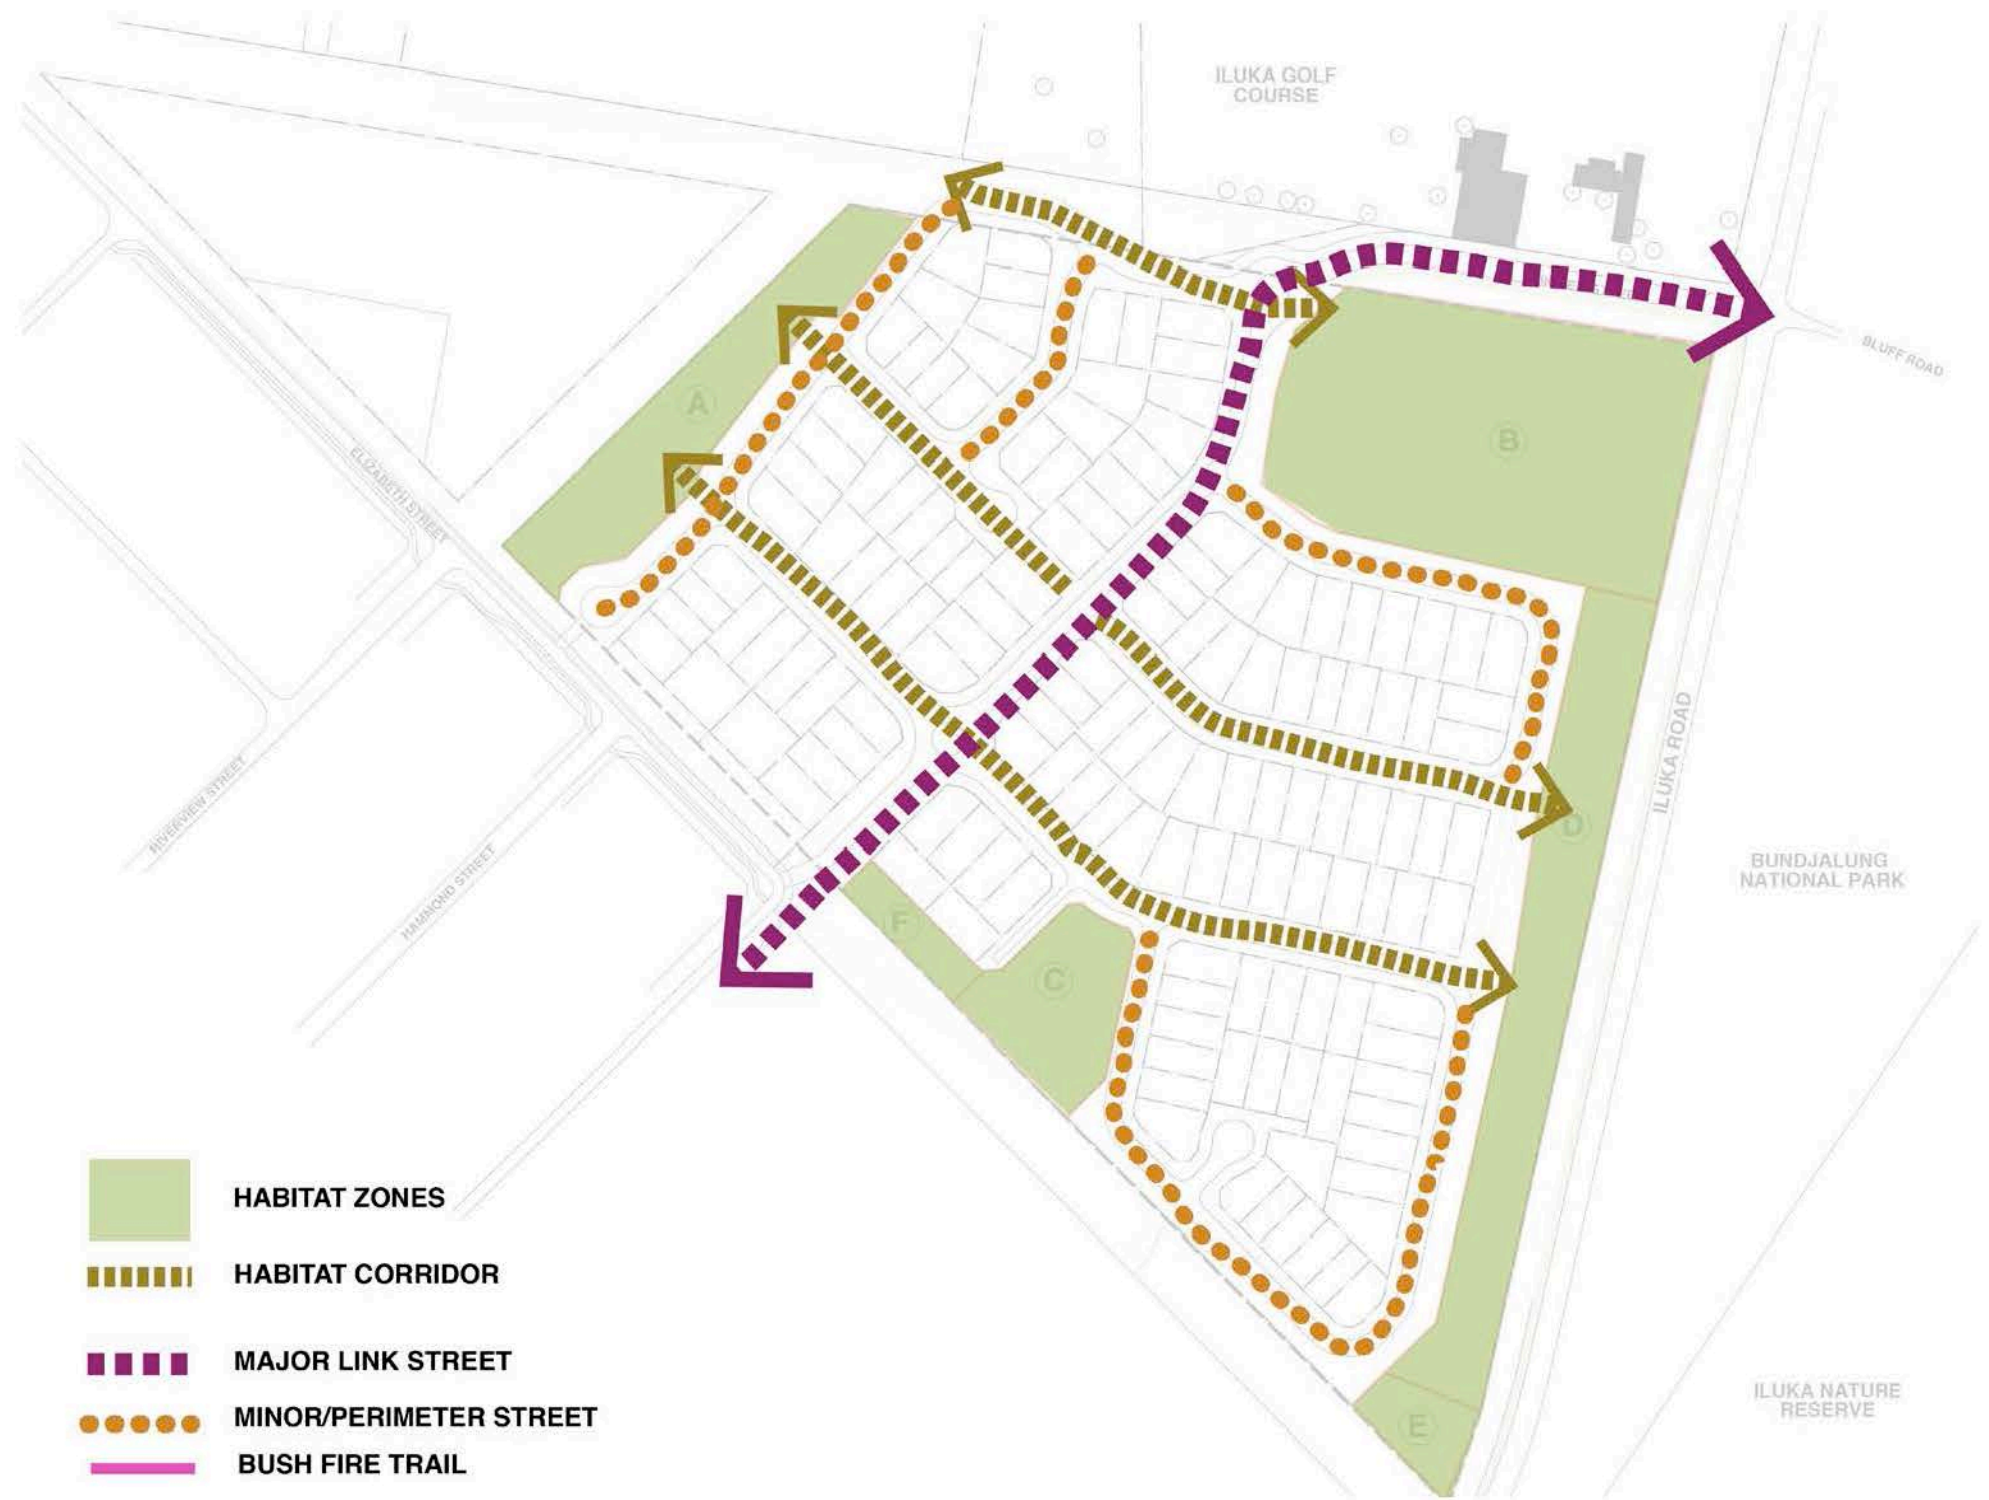 ILUKA GOLF
COURSE
BLUFF ROAD
A
B
ELIZABETH STREET
ILUKA ROAD
RIVERVIEW STREET
HAMMOND STREET
D
BUNDJALUNG
NATIONAL PARK
F
C
HABITAT ZONES
HABITAT CORRIDOR
MAJOR LINK STREET
MINOR/PERIMETER STREET
BUSH FIRE TRAIL
ILUKA NATURE
RESERVE
E